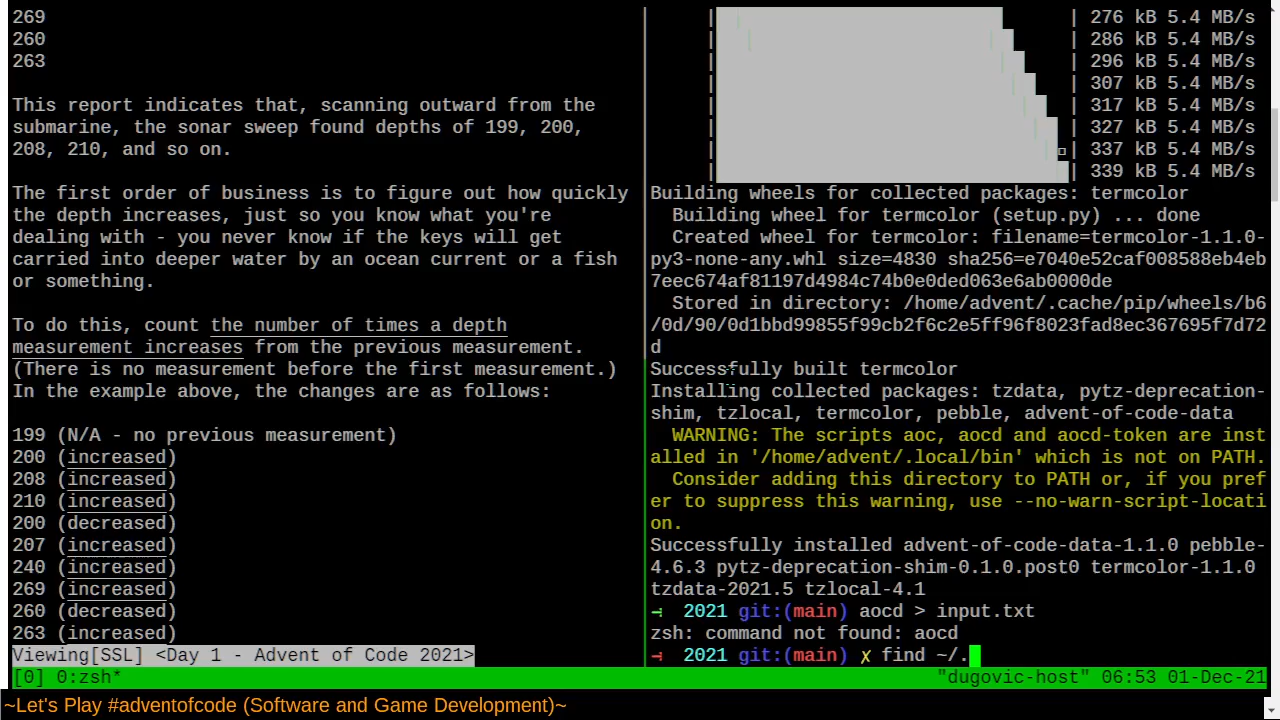 269
260
263
This report indicates that, scanning outward from the
submarine, the sonar sweep found depths of 199, 200,
208, 210, and so on.
The first order of business is to figure out how quickly
the depth increases, just so you know what you're
dealing with - you never know if the keys will get
carried into deeper water by an ocean current or a fish
or something.
To do this, count the number of times a depth
measurement increases from the previous measurement.
(There is no measurement before the first measurement.)
In the example above, the changes are as follows:
199 (N/A - no previous measurement)
200 (increased)
208 (increased)
210 (increased)
200 (decreased)
207 (increased)
240 (increased)
269 (increased)
260 (decreased)
263 (increased)
Viewing[SSL] <Day 1 - Advent of Code 2021>
| | 276 kB 5.4 MB/s
| | 286 kB 5.4 MB/s
| | 296 kB 5.4 MB/s
| | 307 kB 5.4 MB/s
| | 317 kB 5.4 MB/s
| | 327 kB 5.4 MB/s
| | 337 kB 5.4 MB/s
| | 339 kB 5.4 MB/s
Building wheels for collected packages: termcolor
Building wheel for termcolor (setup.py) ... done
Created wheel for termcolor: filename=termcolor-1.1.0-
py3-none-any.whl size=4830 sha256=e7040e52caf008588eb4eb
7eec674af81197d4984c74b0e0ded063e6ab0000de
Stored in directory: /home/advent/.cache/pip/wheels/b6
/0d/90/0d1bbd99855f99cb2f6c2e5ff96f8023fad8ec367695f7d72
d
Successfully built termcolor
Installing collected packages: tzdata, pytz-deprecation-
shim, tzlocal, termcolor, pebble, advent-of-code-data
WARNING: The scripts aoc, aocd and aocd-token are inst
alled in '/home/advent/.local/bin' which is not on PATH.
Consider adding this directory to PATH or, if you pref
er to suppress this warning, use --no-warn-script-locati
on.
Successfully installed advent-of-code-data-1.1.0 pebble-
4.6.3 pytz-deprecation-shim-0.1.0.post0 termcolor-1.1.0
tzdata-2021.5 tzlocal-4.1
→ 2021 git:(main) aocd > input.txt
zsh: command not found: aocd
→ 2021 git:(main) ✗ find ~/.
[0] 0:zsh* "dugovic-host" 06:53 01-Dec-21
~Let's Play #adventofcode (Software and Game Development)~